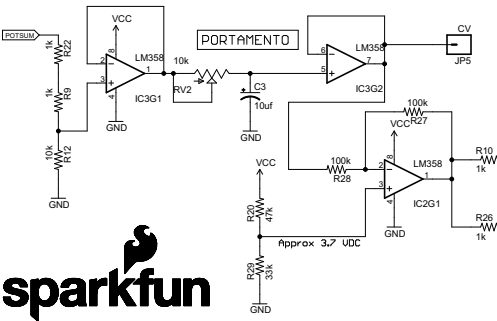 POTSUM
1k
R22
1k
R9
10k
R12
GND
VCC
8
2
3
1
4
LM358
IC3G1
GND
PORTAMENTO
10k
RV2
C3
10uf
GND
6
5
7
LM358
IC3G2
CV
JP5
100k
R27
100k
R28
VCC
8
2
3
1
4
LM358
IC2G1
GND
R10
1k
R26
1k
VCC
R20
47k
Approx 3.7 VDC
R29
33k
GND
sparkfun